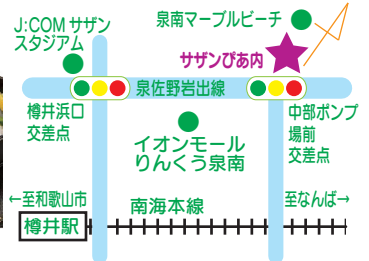 J:COM サザン
スタジアム
泉南マーブルビーチ
サザンぴあ内
泉佐野岩出線
樽井浜口
交差点
中部ポンプ
場前
交差点
イオンモール
りんくう泉南
←至和歌山市
南海本線
至なんば→
樽井駅